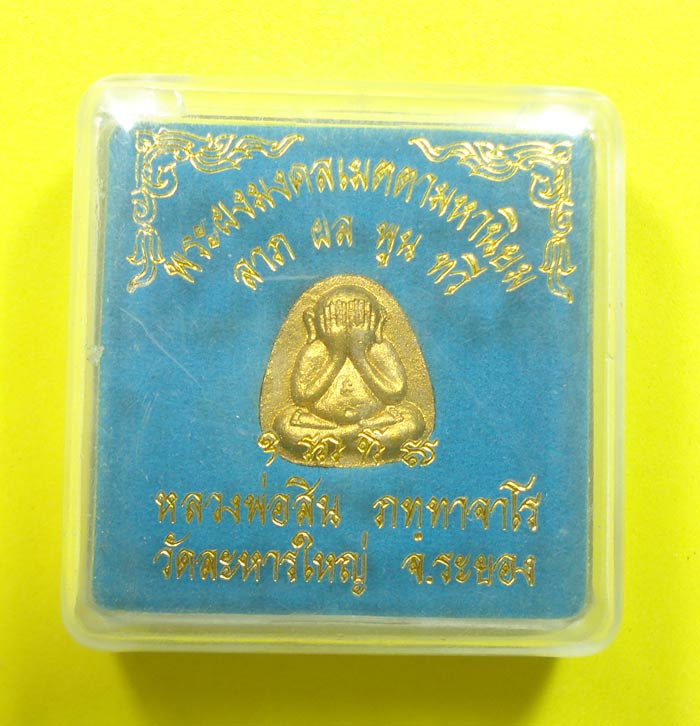 พระผงมงคลเมตตามหานิยม
ลาภ ผล พูน ทวี
หลวงพ่อสิน ภทฺทาจาโร
วัดละหารใหญ่ จ.ระยอง